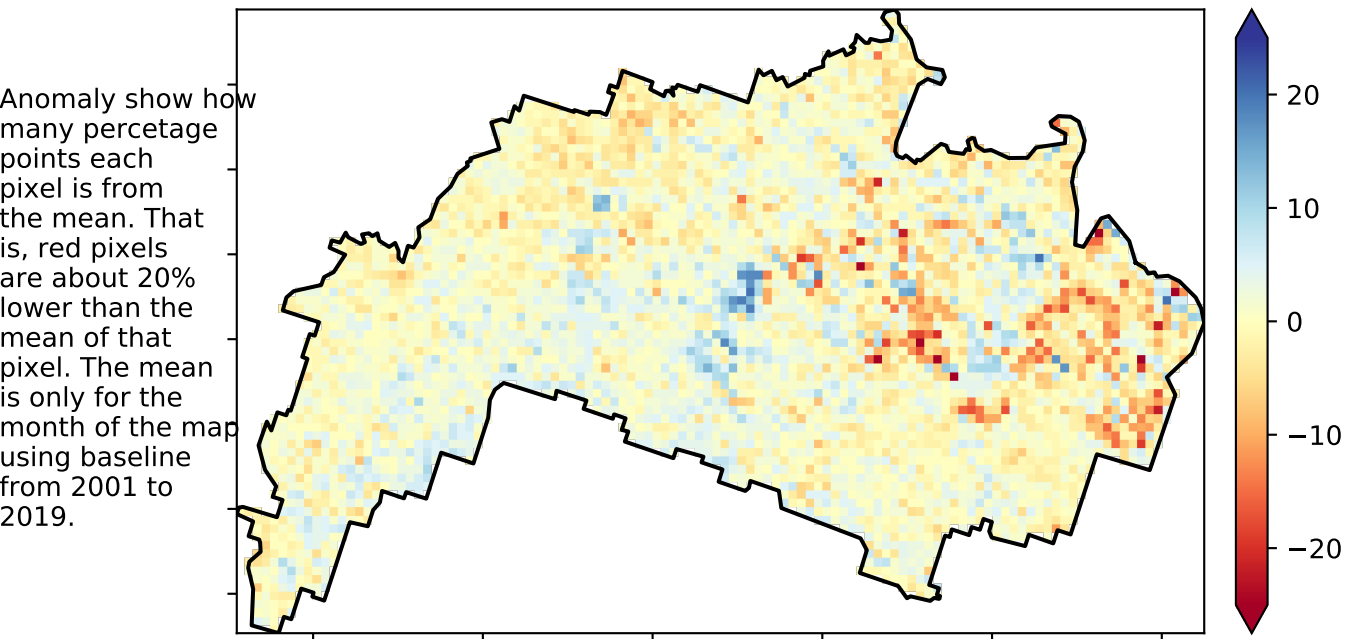 Anomaly show how
many percetage
points each
pixel is from
the mean. That
is, red pixels
are about 20%
lower than the
mean of that
pixel. The mean
is only for the
month of the map
using baseline
from 2001 to
2019.
20
10
0
−10
−20